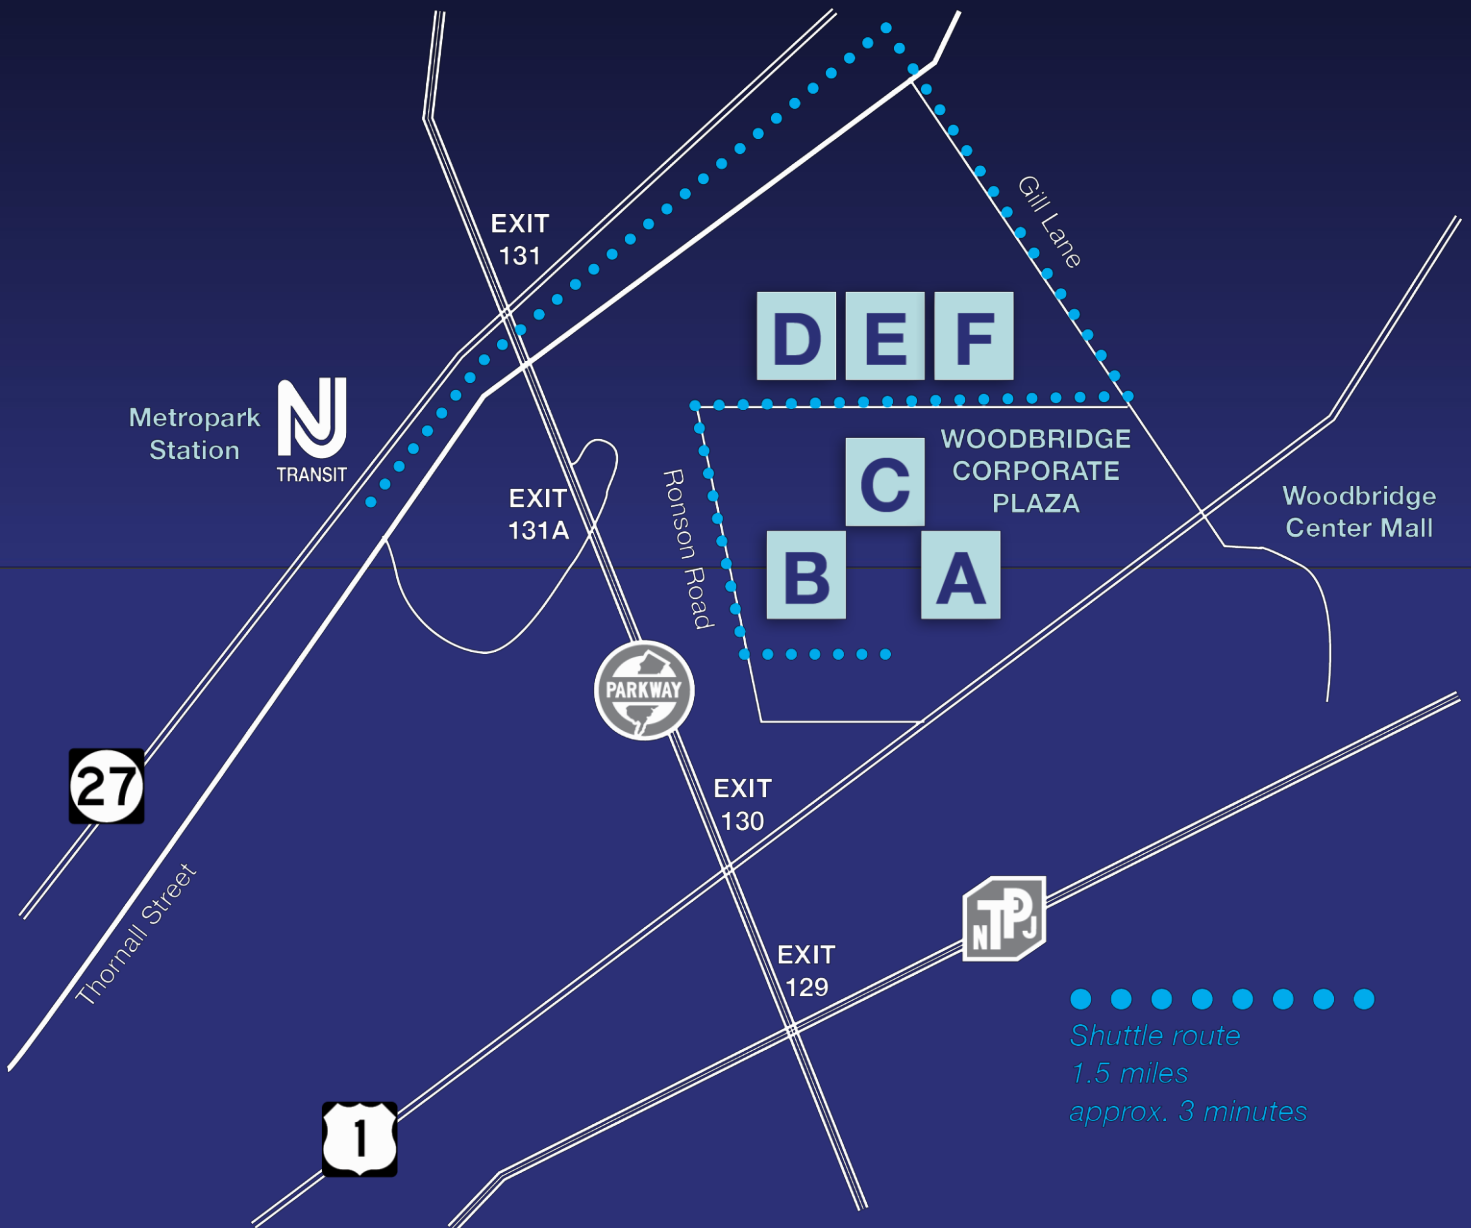 EXIT
131
Gill Lane
D E F
Metropark
Station
NJ
TRANSIT
WOODBRIDGE
CORPORATE
PLAZA
C
Ronson Road
EXIT
131A
Woodbridge
Center Mall
B
A
PARKWAY
27
EXIT
130
Thornall Street
NJTP
EXIT
129
Shuttle route
1.5 miles
approx. 3 minutes
1